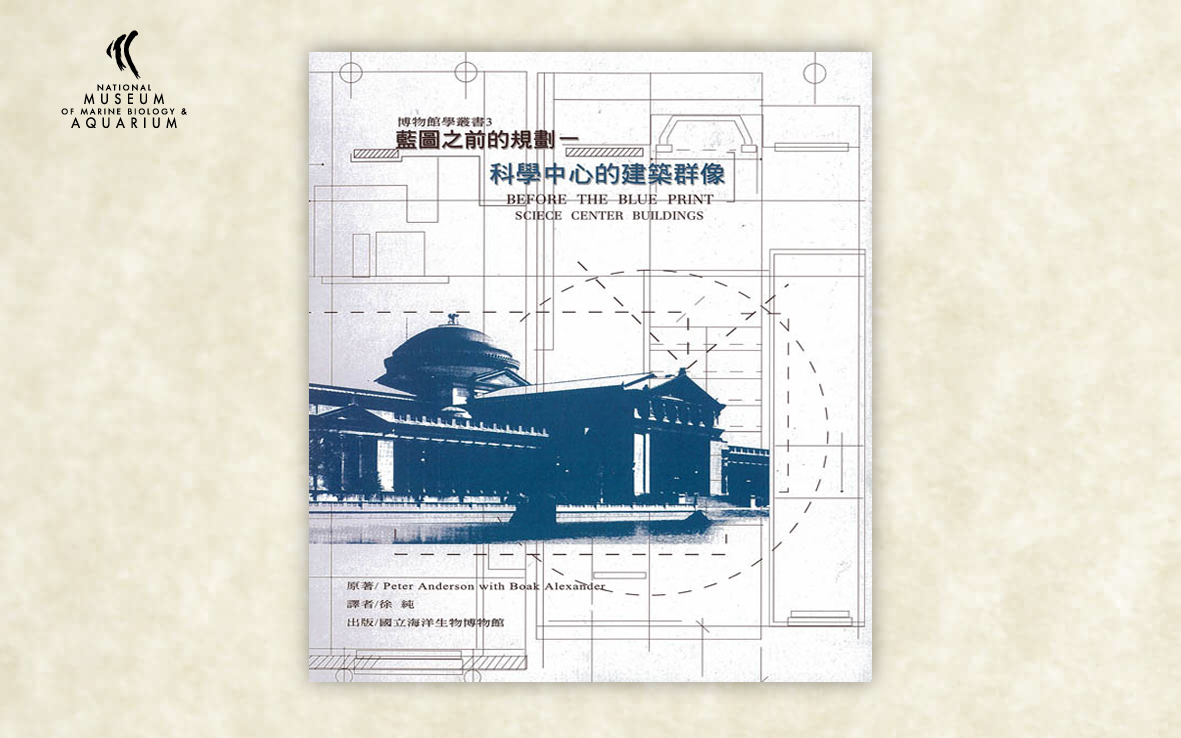 NATIONAL
MUSEUM
OF MARINE BIOLOGY &
AQUARIUM
博物館學叢書3
藍圖之前的規劃一
科學中心的建築群像
BEFORE THE BLUE PRINT
SCIECE CENTER BUILDINGS
原著/ Peter Anderson with Boak Alexander
譯者/徐 純
出版/國立海洋生物博物館